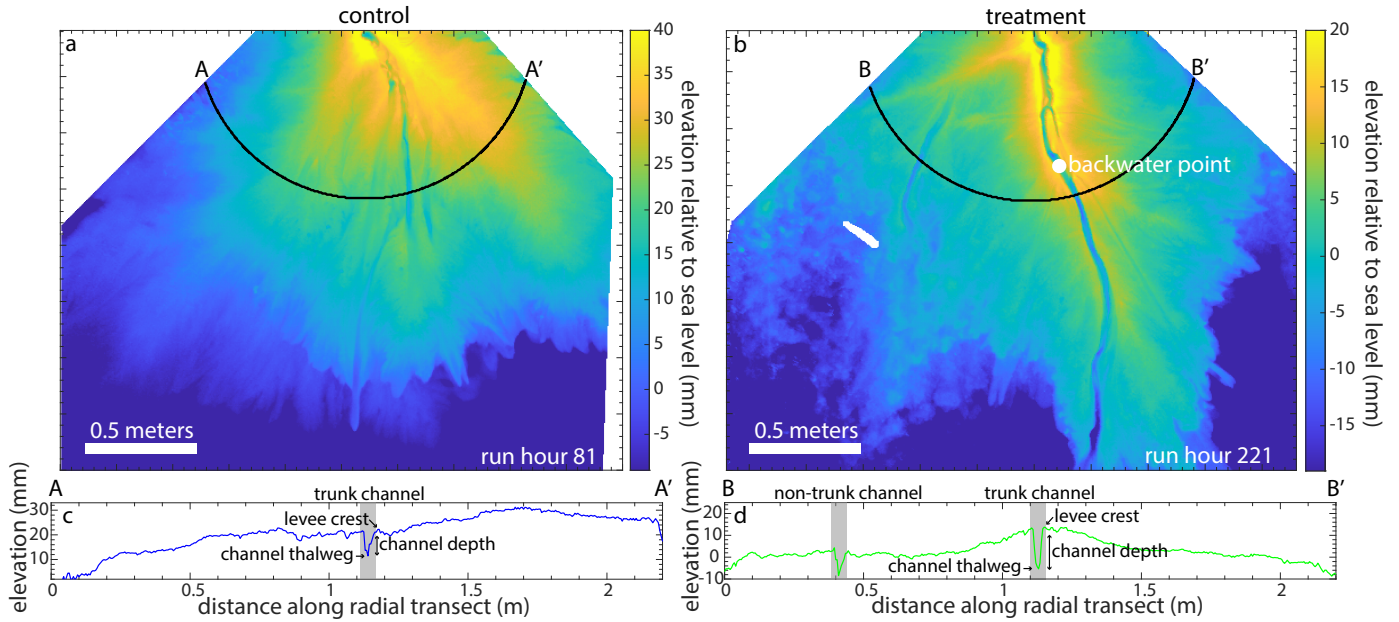 control
treatment
a
A
A′
0.5 meters
run hour 81
40
35
30
25
20
15
10
5
0
-5
elevation relative to sea level (mm)
b
B
B′
backwater point
0.5 meters
run hour 221
20
15
10
5
0
-5
-10
-15
elevation relative to sea level (mm)
A
trunk channel
A′
c
levee crest
channel thalweg
channel depth
30
20
10
elevation (mm)
0
0.5
1
1.5
2
distance along radial transect (m)
B
non-trunk channel
trunk channel
B′
d
levee crest
channel depth
channel thalweg
20
10
0
-10
elevation (mm)
0
0.5
1
1.5
2
distance along radial transect (m)